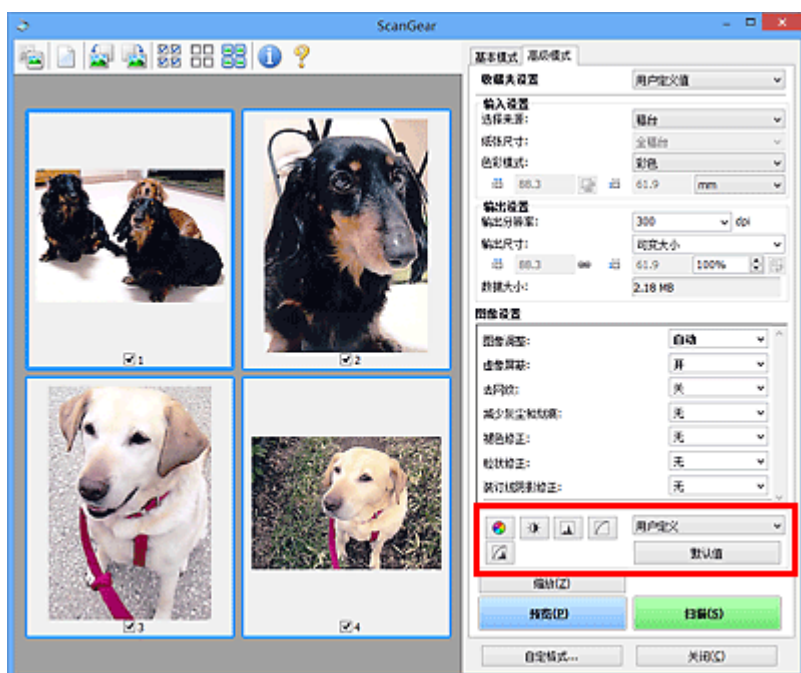 ScanGear
基本模式 高级模式
收藏夹设置 用户定义值
输入设置
选择来源: 稿台
纸张尺寸: 全稿台
色彩模式: 彩色
88.3 61.9 mm
输出设置
输出分辨率: 300 dpi
输出尺寸: 可变大小
88.3 61.9 100%
数据大小: 2.18 MB
图像设置
图像调整: 自动
虚像屏蔽: 开
去网纹: 关
减少灰尘和划痕: 无
褪色修正: 无
粒状修正: 无
装订线阴影修正: 无
用户定义
默认值
缩放(Z)
预览(P) 扫描(S)
自定模式... 关闭(C)
1
2
3
4